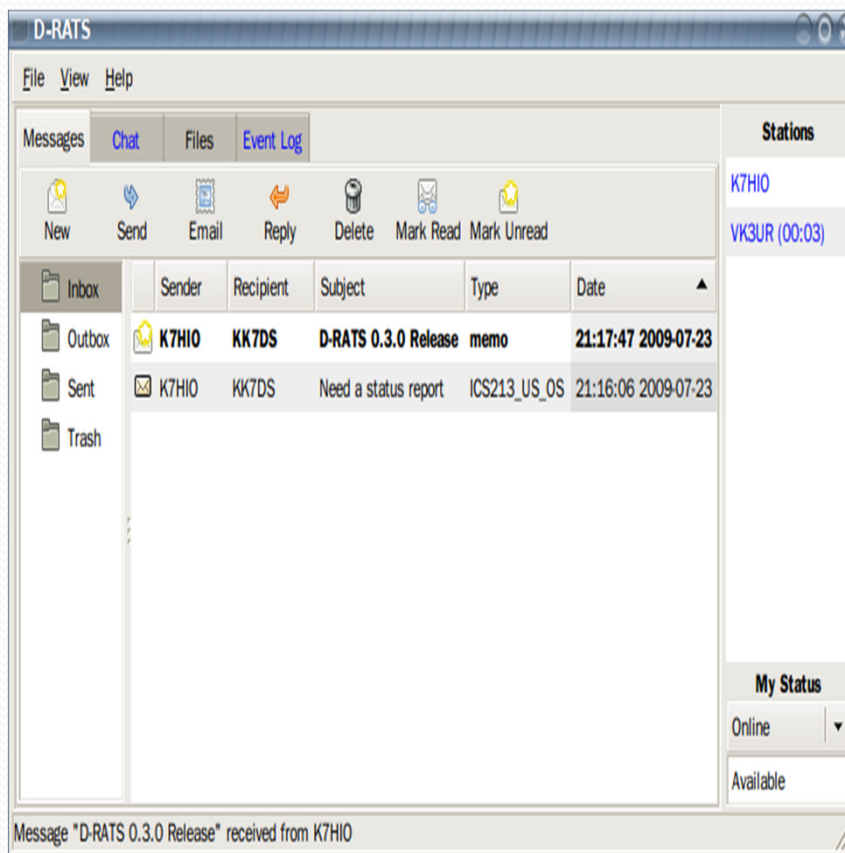 D-RATS
File View Help
Messages Chat Files Event Log
Stations
New Send Email Reply Delete Mark Read Mark Unread
K7HIO
VK3UR (00:03)
Inbox
Outbox
Sent
Trash
Sender Recipient Subject Type Date
K7HIO KK7DS D-RATS 0.3.0 Release memo 21:17:47 2009-07-23
K7HIO KK7DS Need a status report ICS213_US_OS 21:16:06 2009-07-23
My Status
Online
Available
Message "D-RATS 0.3.0 Release" received from K7HIO